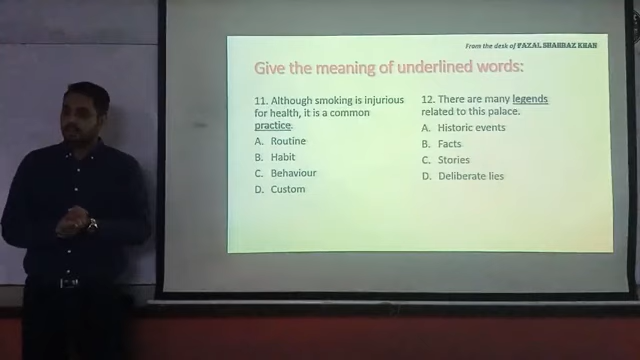 From the desk of FAZAL SHAHBAZ KHAN
Give the meaning of underlined words:
11. Although smoking is injurious
for health, it is a common
practice.
A. Routine
B. Habit
C. Behaviour
D. Custom
12. There are many legends
related to this palace.
A. Historic events
B. Facts
C. Stories
D. Deliberate lies